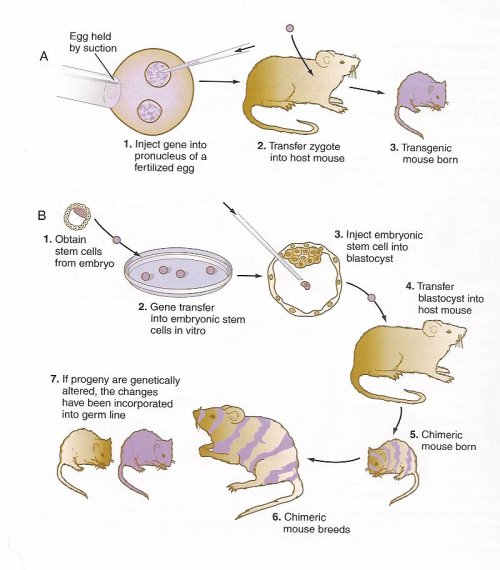 A
Egg held
by suction
1. Inject gene into
pronucleus of a
fertilized egg
2. Transfer zygote
into host mouse
3. Transgenic
mouse born
B
1. Obtain
stem cells
from embryo
2. Gene transfer
into embryonic stem
cells in vitro
3. Inject embryonic
stem cell into
blastocyst
4. Transfer
blastocyst into
host mouse
5. Chimeric
mouse born
6. Chimeric
mouse breeds
7. If progeny are genetically
altered, the changes
have been incorporated
into germ line